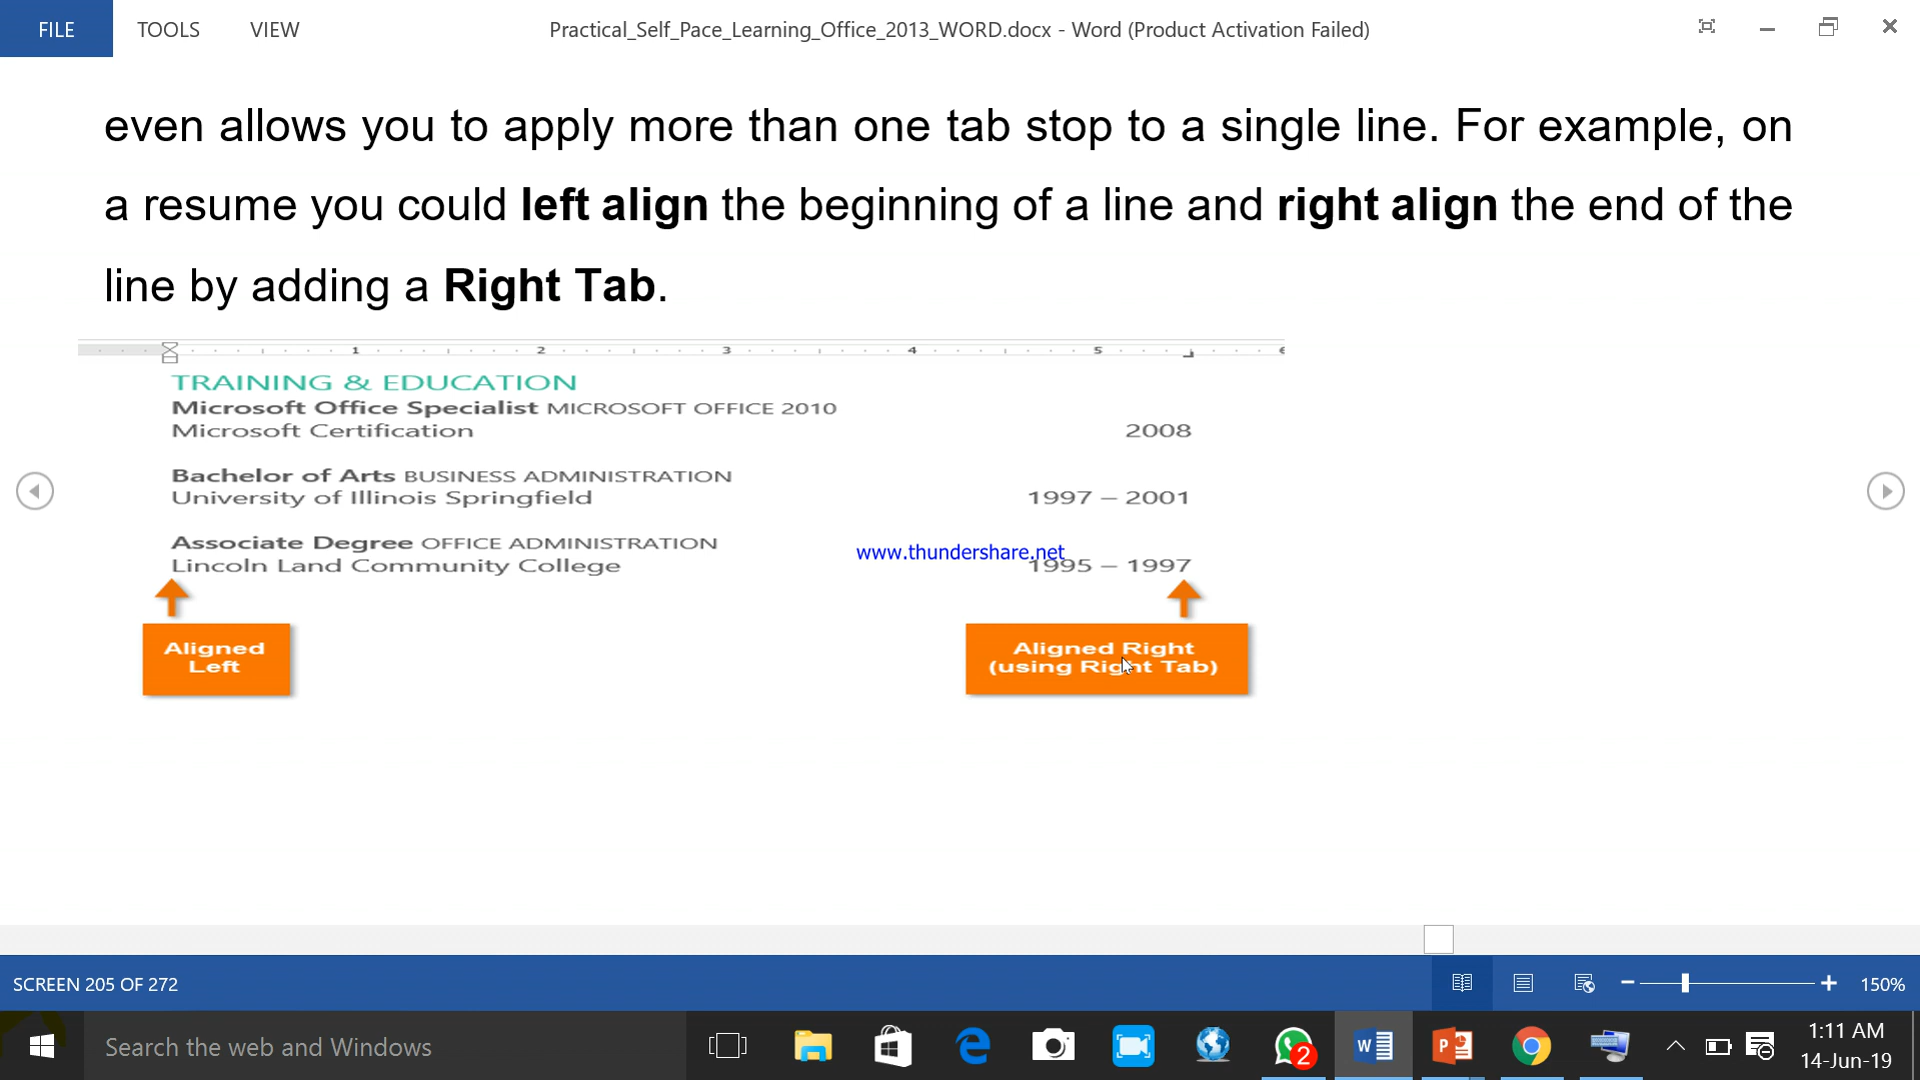 FILE TOOLS VIEW Practical_Self_Pace_Learning_Office_2013_WORD.docx - Word (Product Activation Failed)
even allows you to apply more than one tab stop to a single line. For example, on
a resume you could left align the beginning of a line and right align the end of the
line by adding a Right Tab.
1 2 3 4 5
TRAINING & EDUCATION
Microsoft Office Specialist MICROSOFT OFFICE 2010
Microsoft Certification 2008
Bachelor of Arts BUSINESS ADMINISTRATION
University of Illinois Springfield 1997 – 2001
Associate Degree OFFICE ADMINISTRATION
www.thundershare.net
Lincoln Land Community College 1995 – 1997
Aligned
Left
Aligned Right
(using Right Tab)
SCREEN 205 OF 272 150%
Search the web and Windows
2
1:11 AM
14-Jun-19